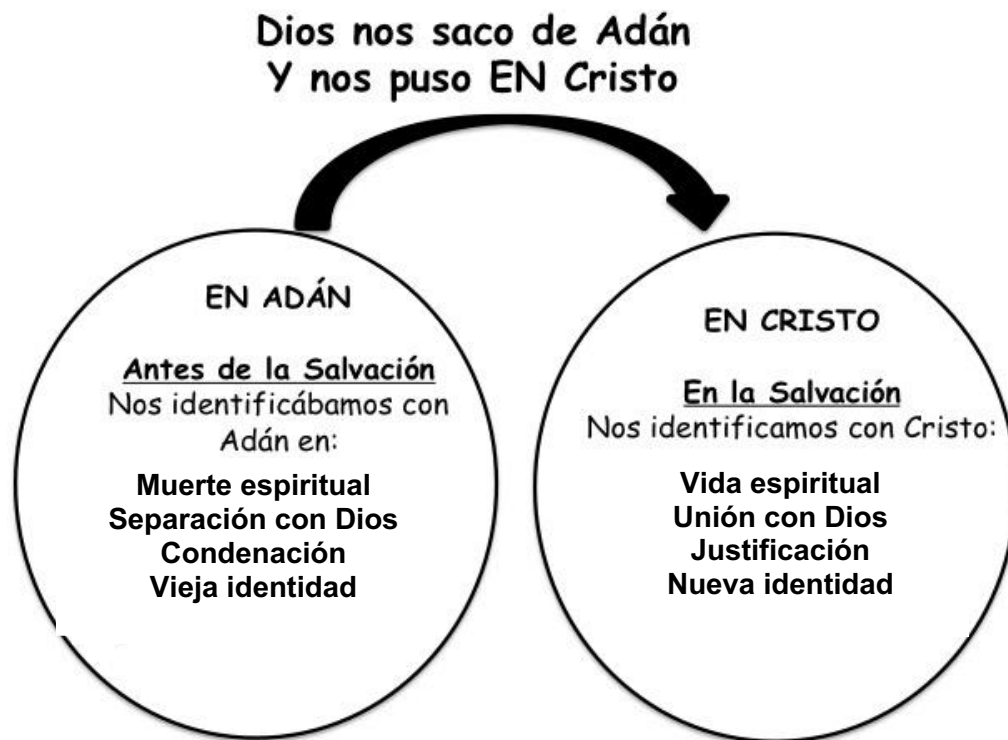 Dios nos saco de Adán
Y nos puso EN Cristo
EN ADÁN
Antes de la Salvación
Nos identificábamos con
Adán en:
Muerte espiritual
Separación con Dios
Condenación
Vieja identidad
EN CRISTO
En la Salvación
Nos identificamos con Cristo:
Vida espiritual
Unión con Dios
Justificación
Nueva identidad